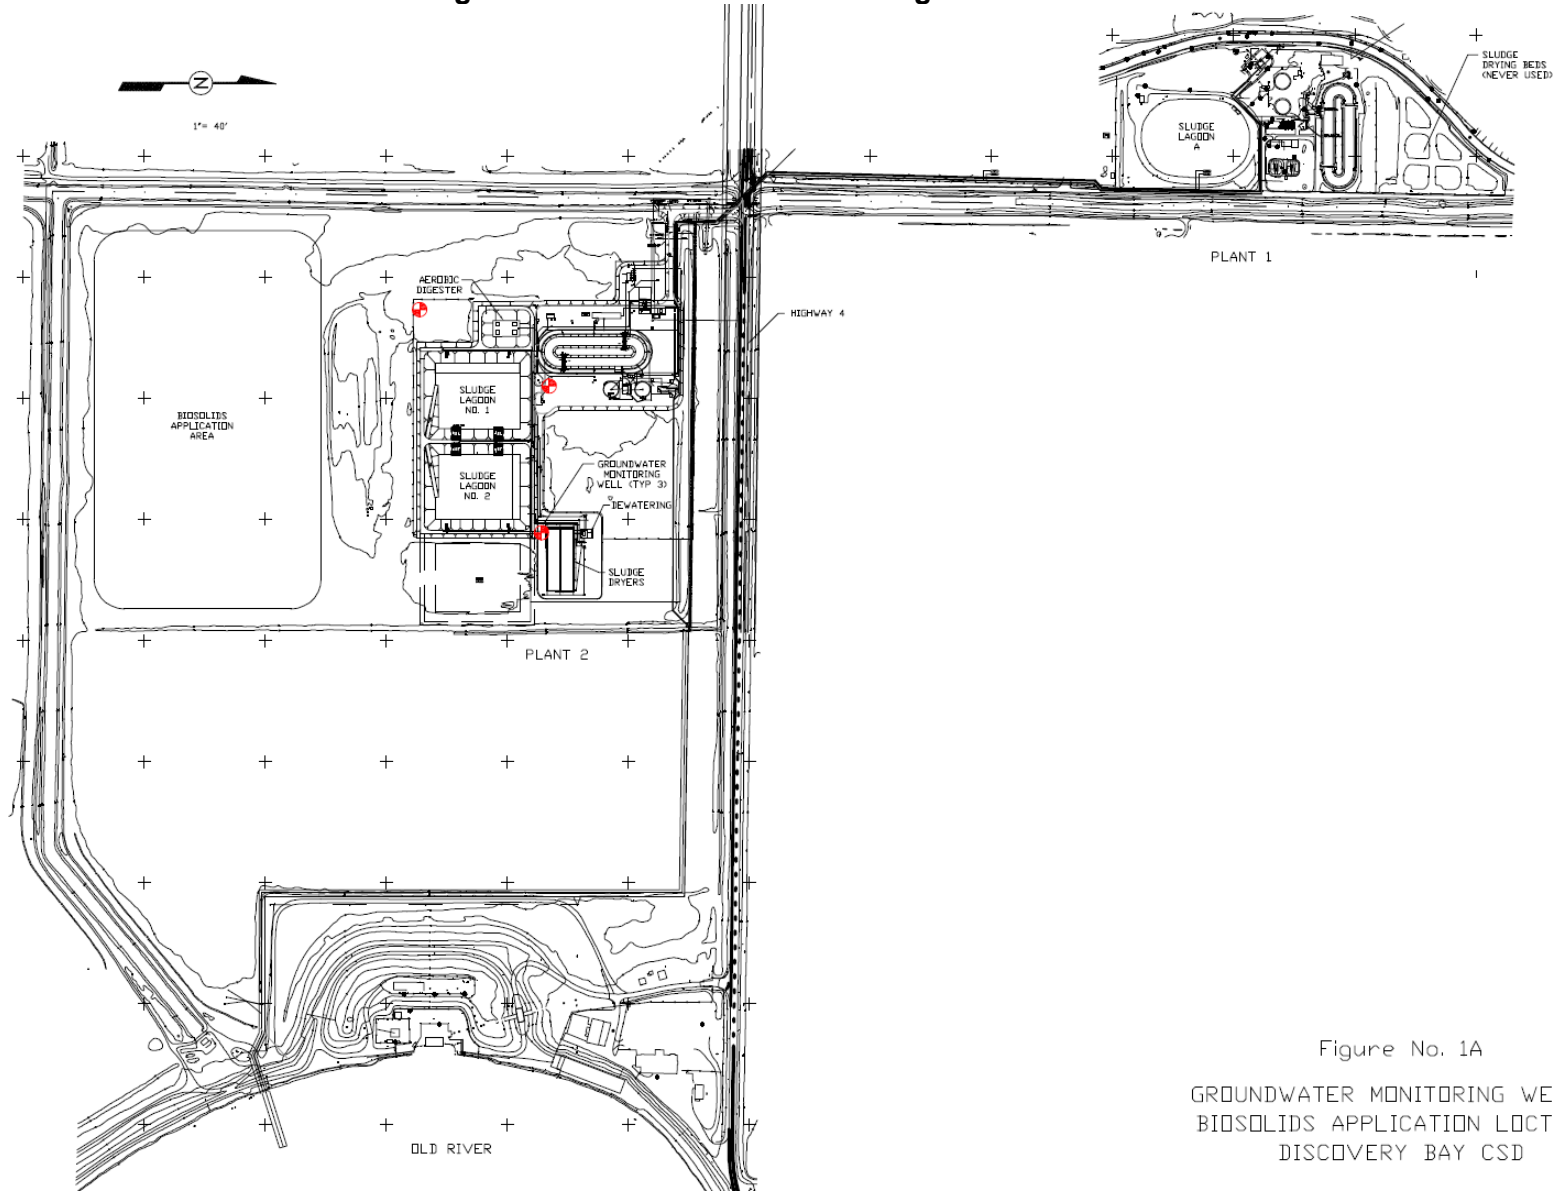 SLUDGE
DRYING BEDS
(NEVER USED)
N
1"= 40'
SLUDGE
LAGOON
A
PLANT 1
AEROBIC
DIGESTER
HIGHWAY 4
SLUDGE
LAGOON
NO. 1
BIOSOLIDS
APPLICATION
AREA
GROUNDWATER
MONITORING
WELL (TYP 3)
SLUDGE
LAGOON
NO. 2
DEWATERING
SLUDGE
DRYERS
PLANT 2
OLD RIVER
Figure No. 1A
GROUNDWATER MONITORING WE
BIOSOLIDS APPLICATION LOCT
DISCOVERY BAY CSD